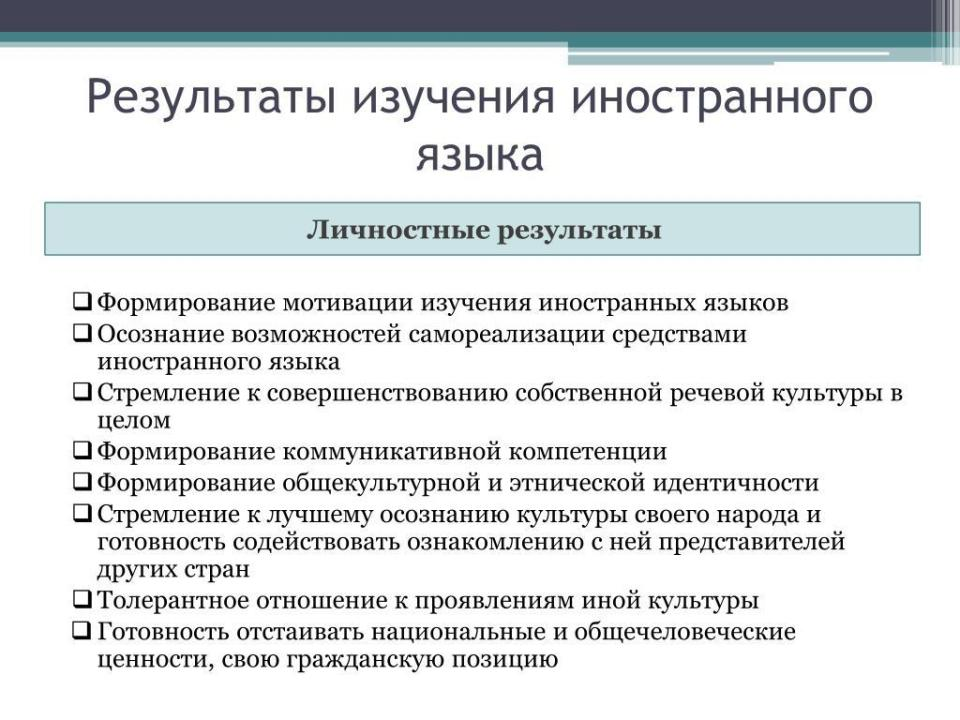 Результаты изучения иностранного
языка
Личностные результаты
❑Формирование мотивации изучения иностранных языков
❑Осознание возможностей самореализации средствами
иностранного языка
❑Стремление к совершенствованию собственной речевой культуры в
целом
❑Формирование коммуникативной компетенции
❑Формирование общекультурной и этнической идентичности
❑Стремление к лучшему осознанию культуры своего народа и
готовность содействовать ознакомлению с ней представителей
других стран
❑Толерантное отношение к проявлениям иной культуры
❑Готовность отстаивать национальные и общечеловеческие
ценности, свою гражданскую позицию